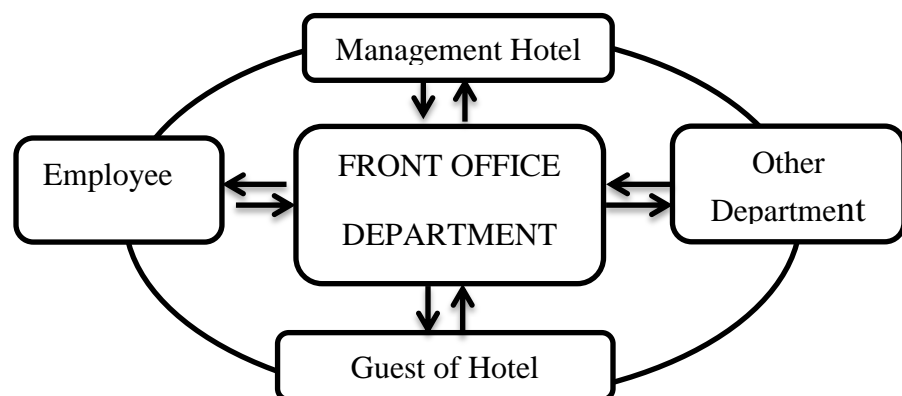 Management Hotel
Employee
FRONT OFFICE
DEPARTMENT
Other
Department
Guest of Hotel